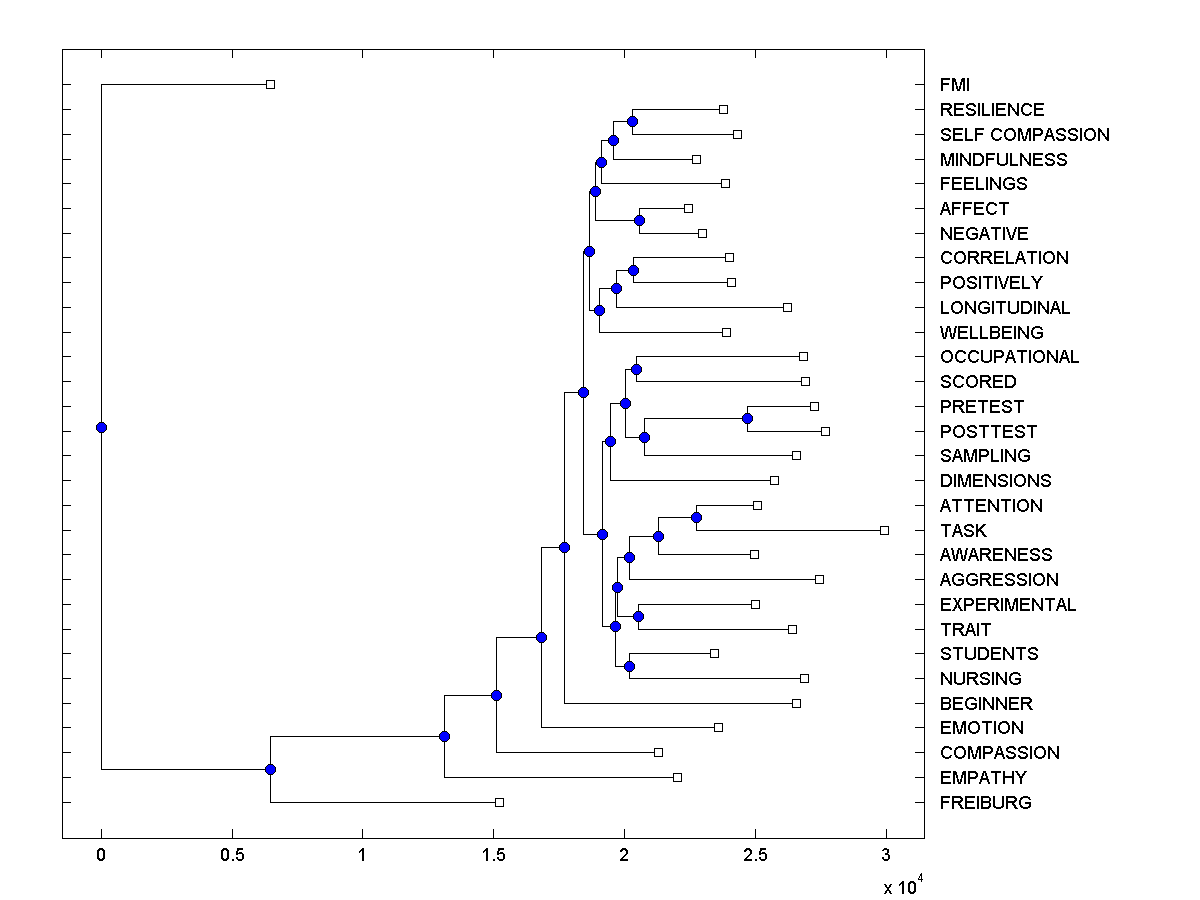 FMI
RESILIENCE
SELF COMPASSION
MINDFULNESS
FEELINGS
AFFECT
NEGATIVE
CORRELATION
POSITIVELY
LONGITUDINAL
WELLBEING
OCCUPATIONAL
SCORED
PRETEST
POSTTEST
SAMPLING
DIMENSIONS
ATTENTION
TASK
AWARENESS
AGGRESSION
EXPERIMENTAL
TRAIT
STUDENTS
NURSING
BEGINNER
EMOTION
COMPASSION
EMPATHY
FREIBURG
0 0.5 1 1.5 2 2.5 3
x 10^4